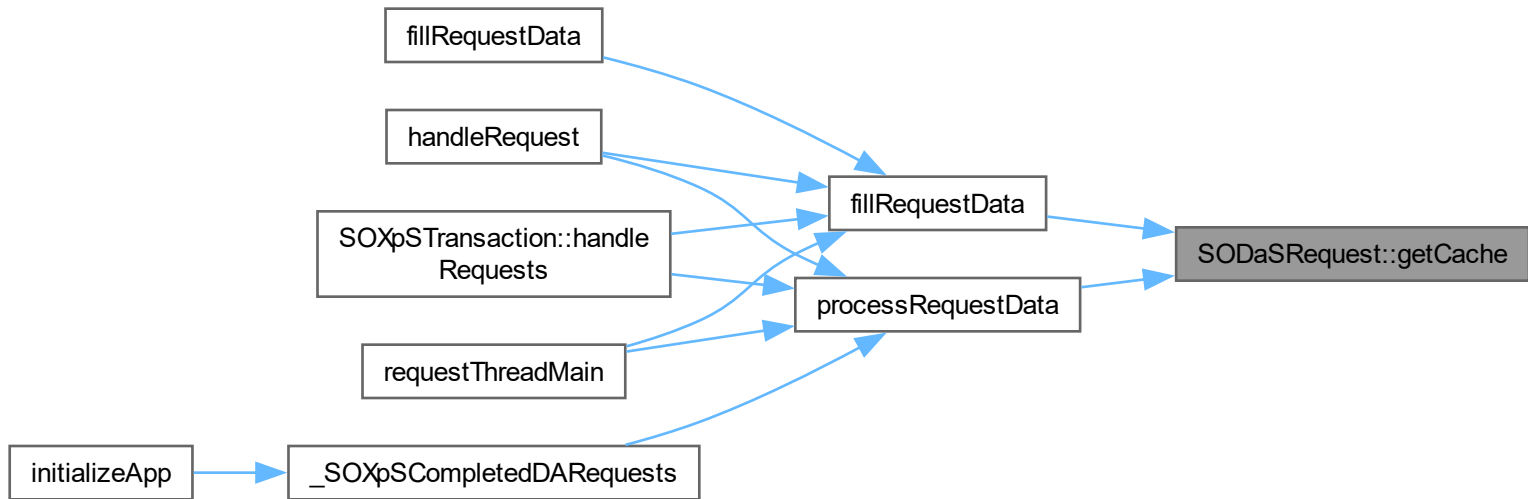 fillRequestData
handleRequest
SOXpSTransaction::handle
Requests
requestThreadMain
initializeApp
_SOXpSCompletedDARequests
fillRequestData
processRequestData
SODaSRequest::getCache